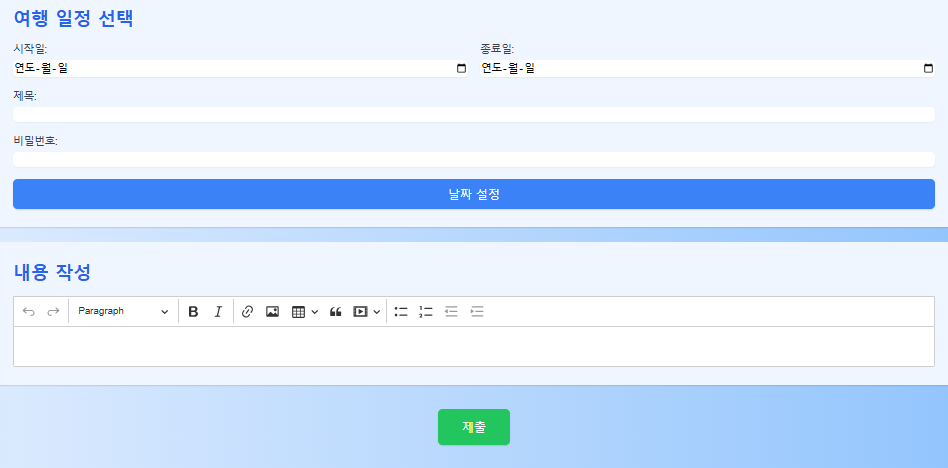 여행 일정 선택
시작일: 종료일:
연도-월-일 연도-월-일
제목:
비밀번호:
날짜 설정
내용 작성
Paragraph B I
제출